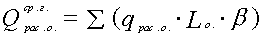 Q^{ср.г.}_{рас.о.} = Σ (q_{рас.о.} · L_{о.} · β)